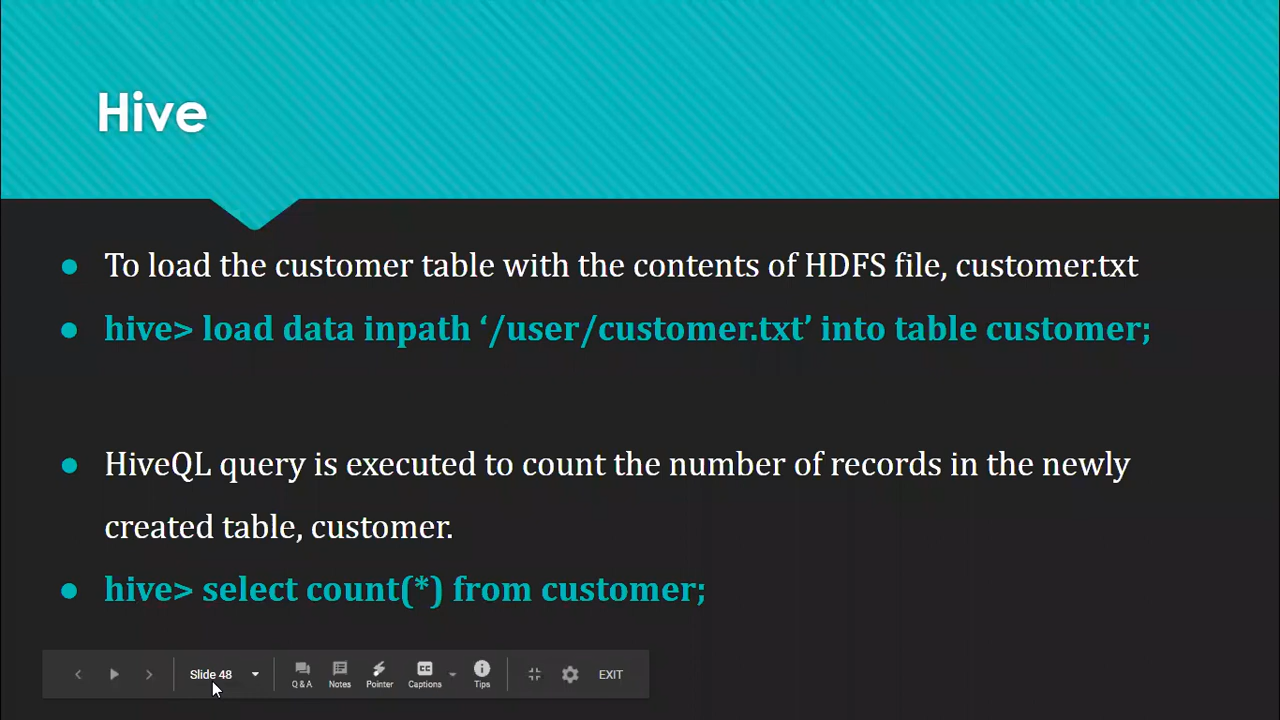 Hive
● To load the customer table with the contents of HDFS file, customer.txt
● hive> load data inpath ‘/user/customer.txt’ into table customer;
● HiveQL query is executed to count the number of records in the newly
created table, customer.
● hive> select count(*) from customer;
Slide 48
Q & A
Notes
Pointer
CC
Captions
Tips
EXIT